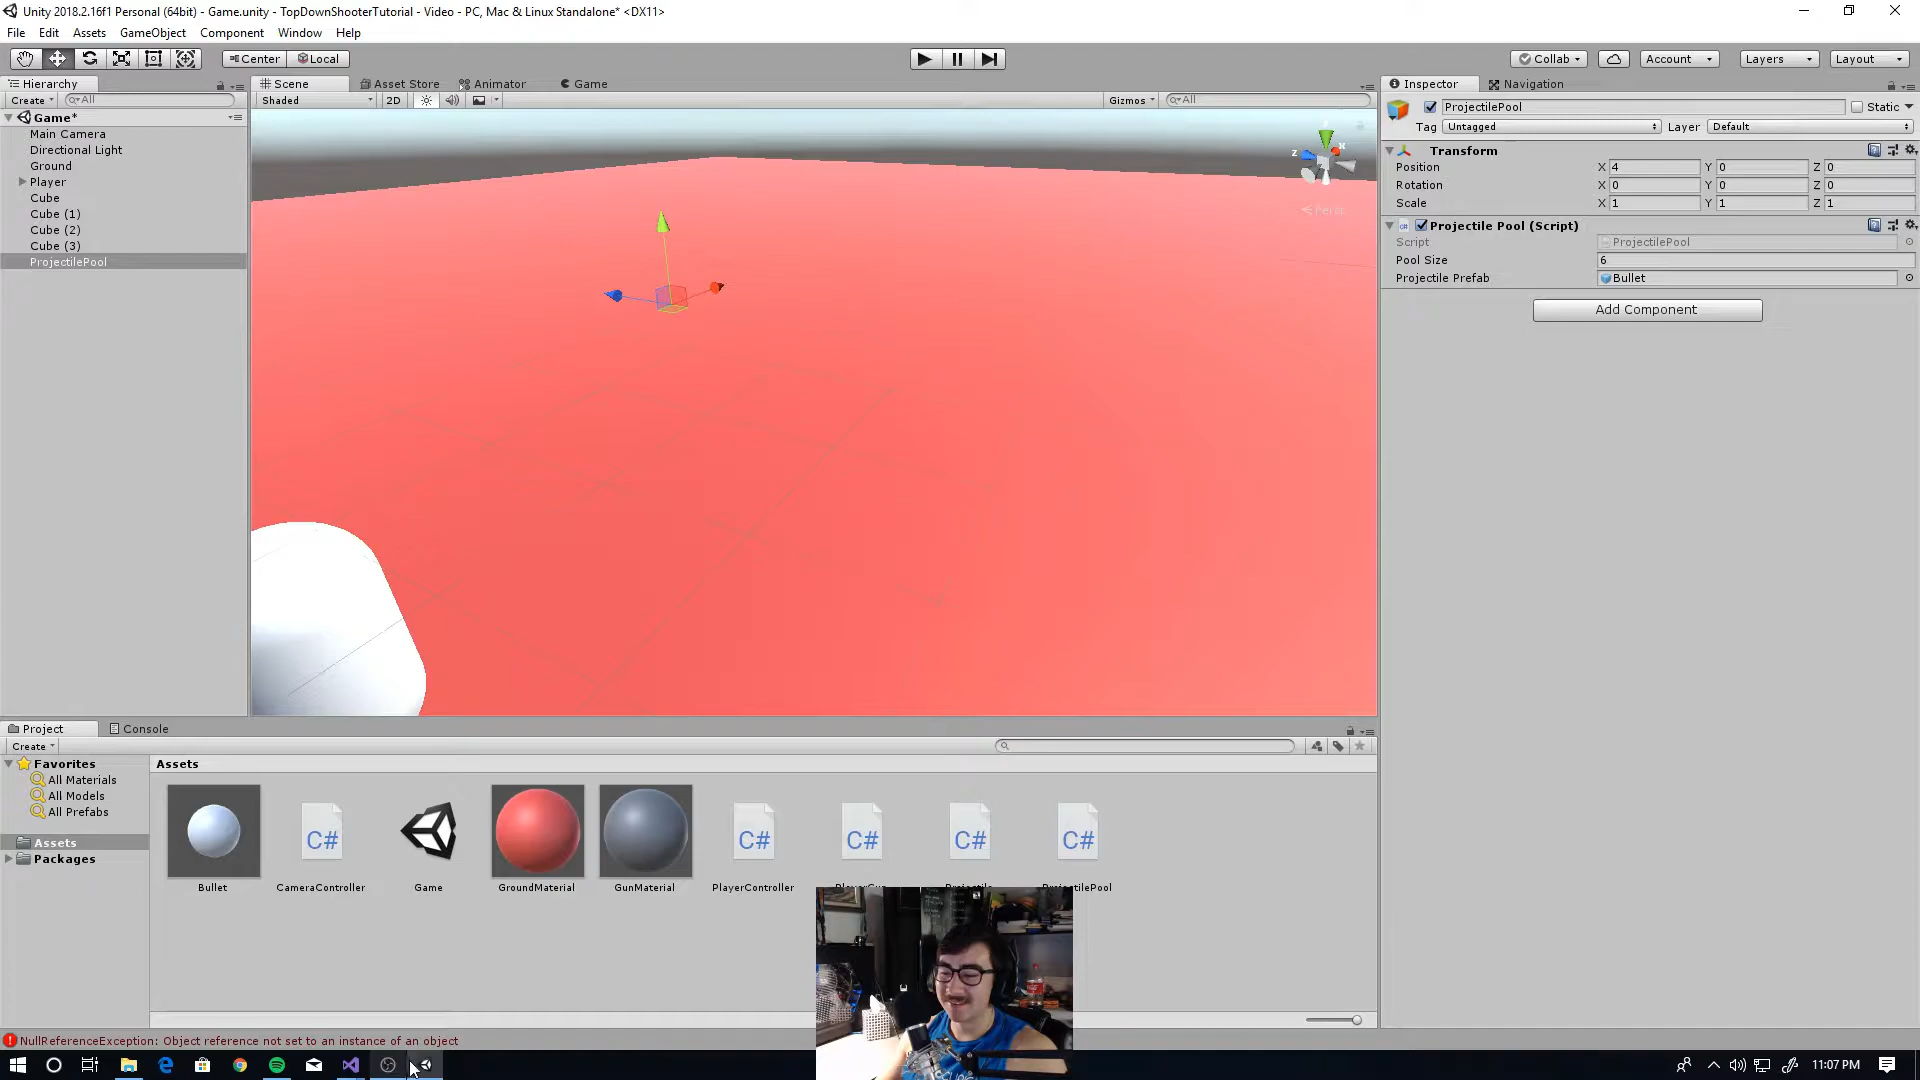 Unity 2018.2.16f1 Personal (64bit) - Game.unity - TopDownShooterTutorial - Video - PC, Mac & Linux Standalone* <DX11>
File Edit Assets GameObject Component Window Help
Center Local Collab Account Layers Layout
Hierarchy Scene Asset Store Animator Game Inspector Navigation
Create All Shaded 2D Gizmos All
ProjectilePool Static
Tag Untagged Layer Default
Game*
Main Camera
Directional Light
Ground
Player
Cube
Cube (1)
Cube (2)
Cube (3)
ProjectilePool
Z X
Persp
Transform
Position X 4 Y 0 Z 0
Rotation X 0 Y 0 Z 0
Scale X 1 Y 1 Z 1
Projectile Pool (Script)
Script ProjectilePool
Pool Size 6
Projectile Prefab Bullet
Add Component
Project Console
Create
Favorites
All Materials
All Models
All Prefabs
Assets
Packages
Assets
C# C# C# C# C#
Bullet CameraController Game GroundMaterial GunMaterial PlayerController ProjectilePool
NullReferenceException: Object reference not set to an instance of an object
11:07 PM